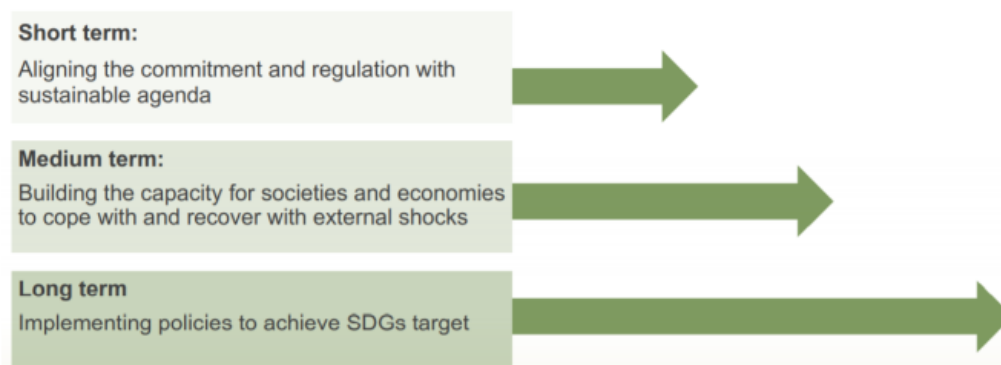 Short term:
Aligning the commitment and regulation with
sustainable agenda
Medium term:
Building the capacity for societies and economies
to cope with and recover with external shocks
Long term
Implementing policies to achieve SDGs target